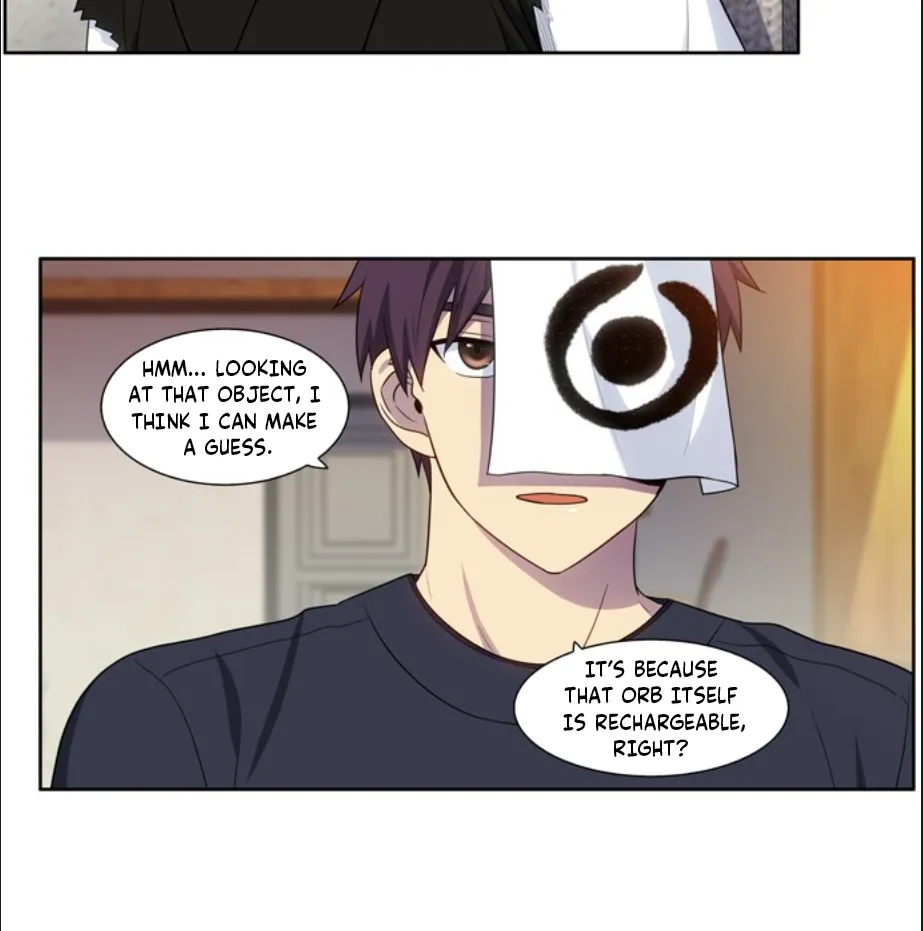 HMM... LOOKING
AT THAT OBJECT, I
THINK I CAN MAKE
A GUESS.
IT'S BECAUSE
THAT ORB ITSELF
IS RECHARGEABLE,
RIGHT?